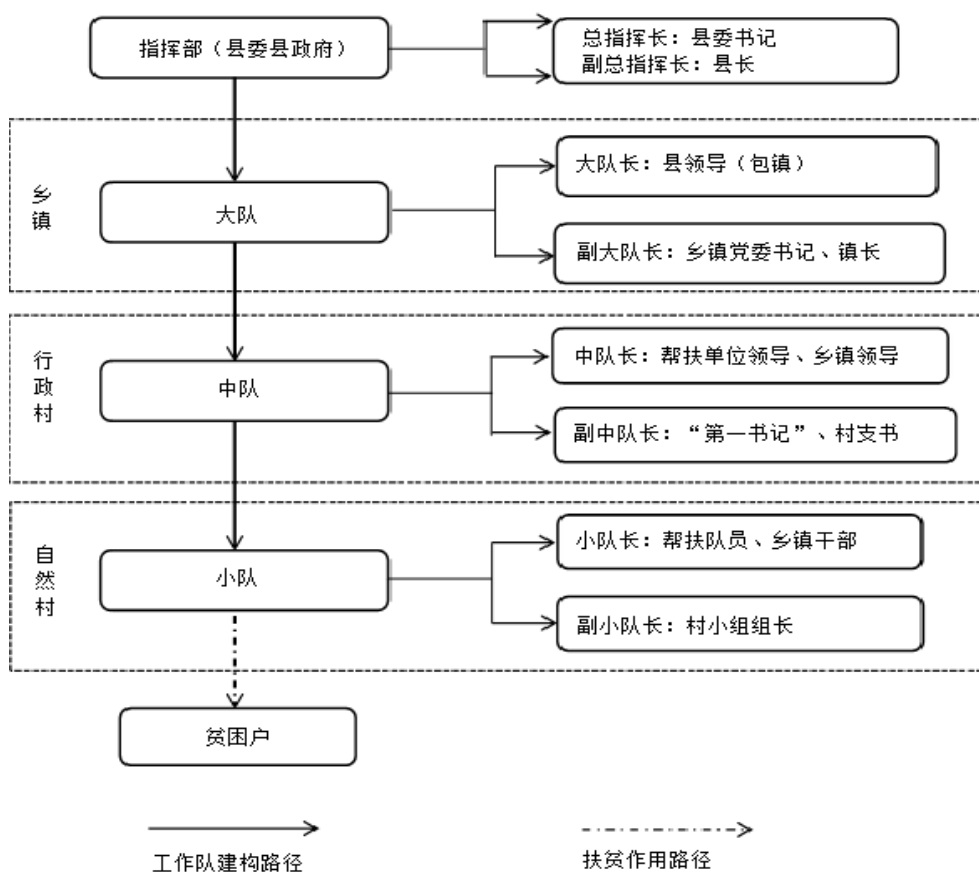 指挥部（县委县政府）
总指挥长：县委书记
副总指挥长：县长
乡镇
大队
大队长：县领导（包镇）
副大队长：乡镇党委书记、镇长
行政村
中队
中队长：帮扶单位领导、乡镇领导
副中队长：“第一书记”、村支书
自然村
小队
小队长：帮扶队员、乡镇干部
副小队长：村小组组长
贫困户
工作队建构路径
扶贫作用路径